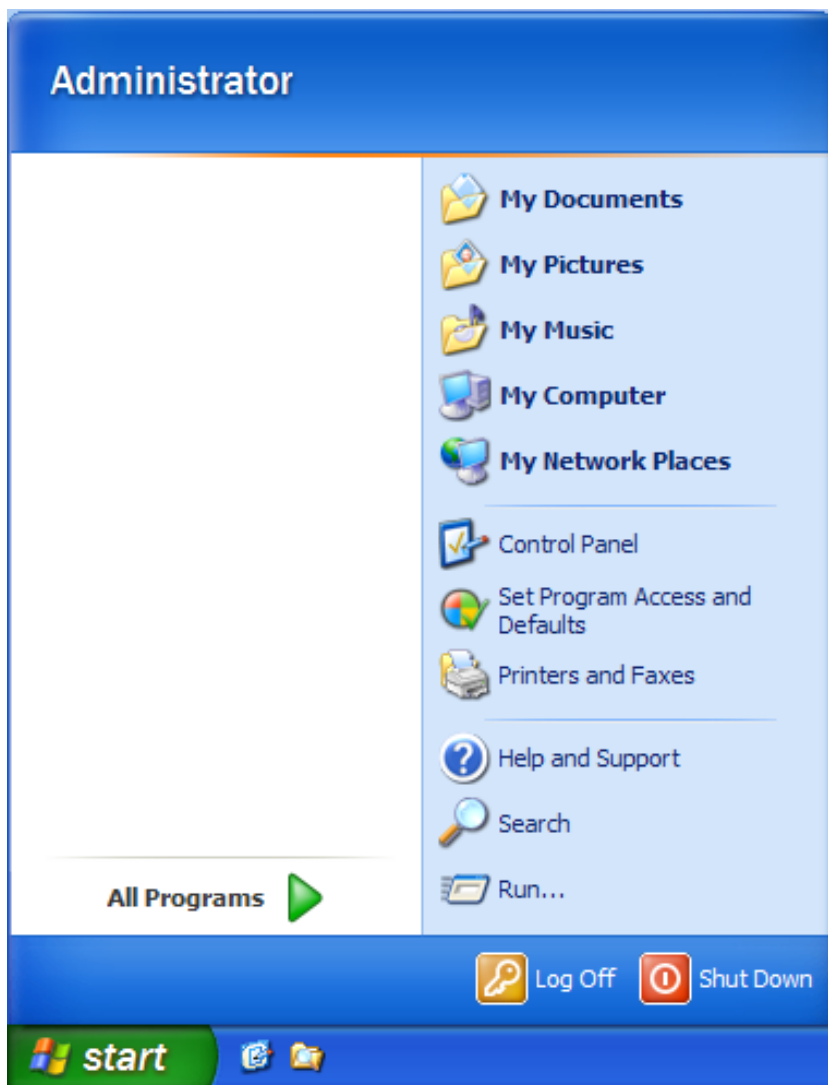 Administrator
My Documents
My Pictures
My Music
My Computer
My Network Places
Control Panel
Set Program Access and
Defaults
Printers and Faxes
Help and Support
Search
Run...
All Programs
Log Off
Shut Down
start